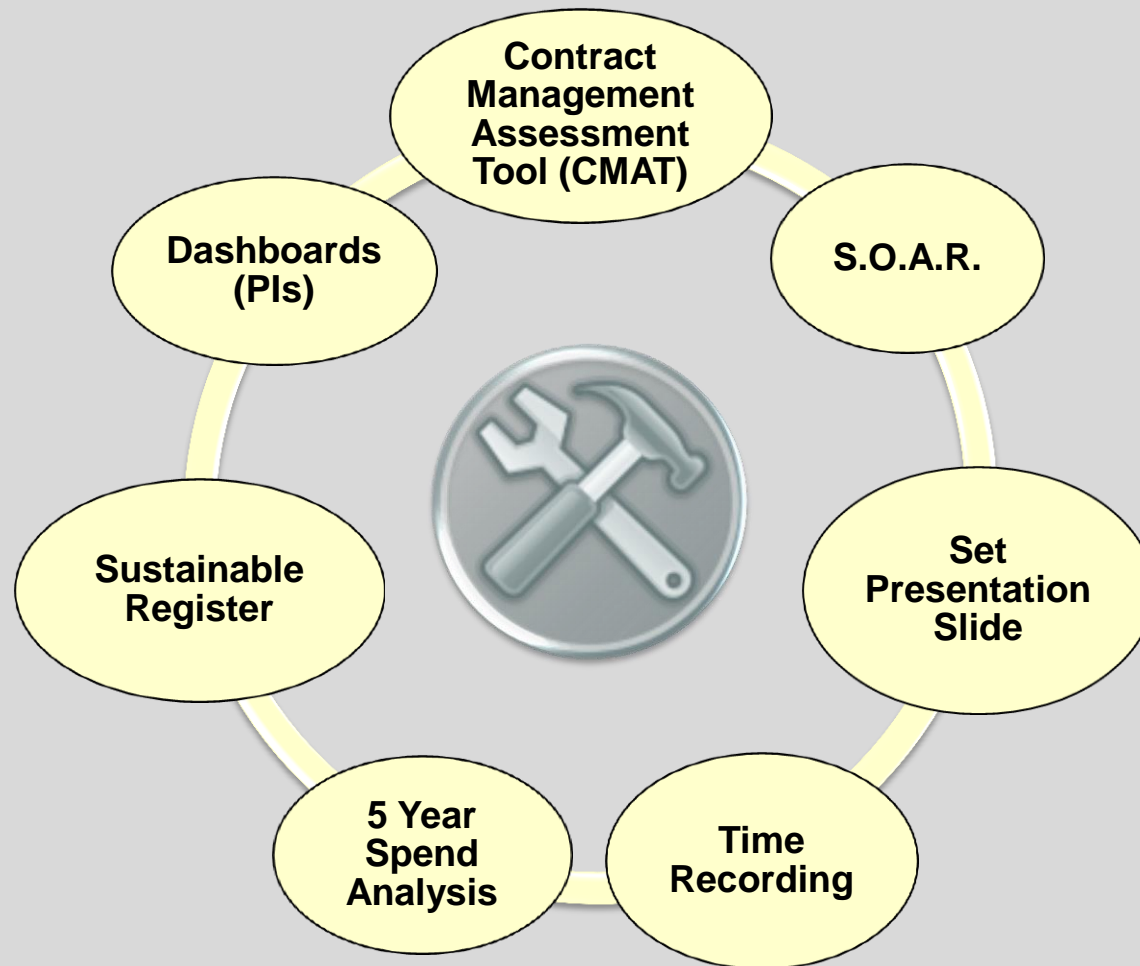 Contract
Management
Assessment
Tool (CMAT)
S.O.A.R.
Set
Presentation
Slide
Time
Recording
5 Year
Spend
Analysis
Sustainable
Register
Dashboards
(PIs)